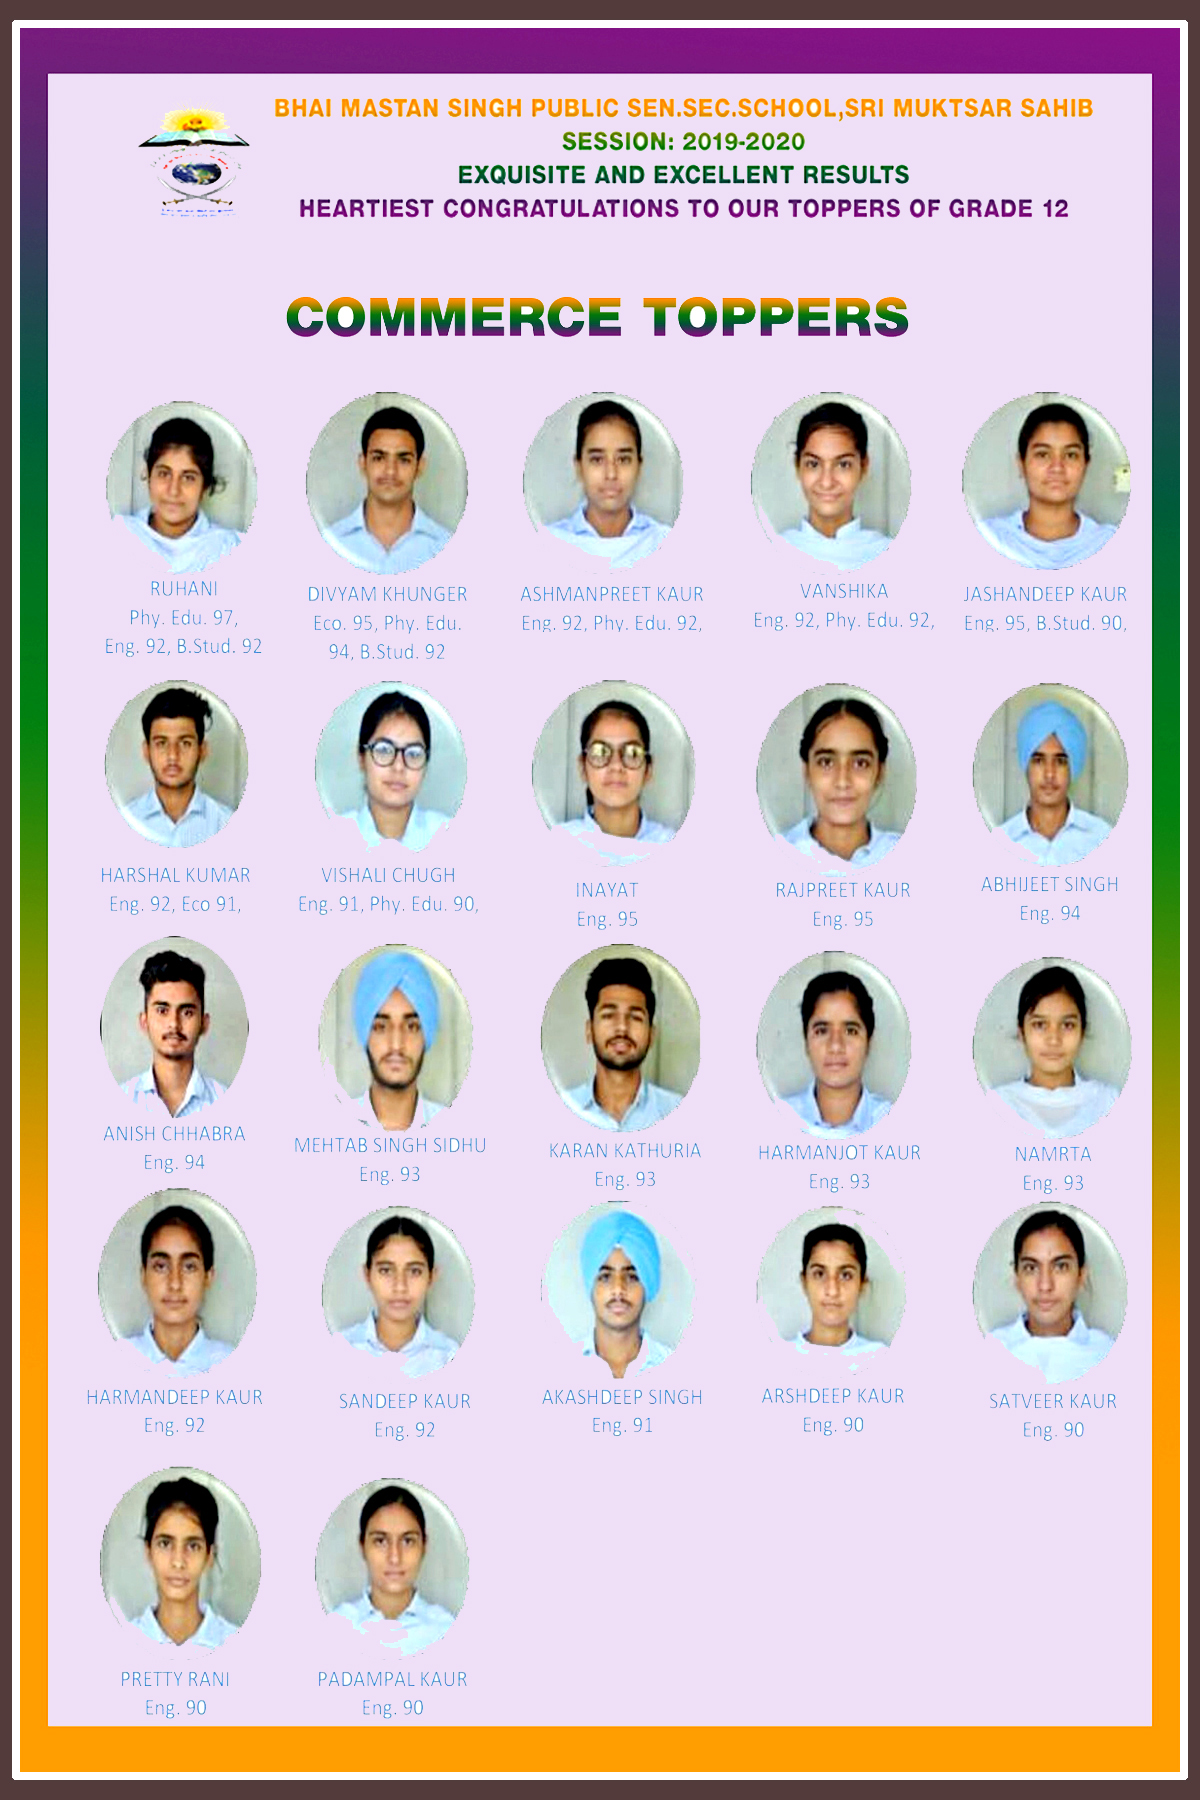 BHAI MASTAN SINGH PUBLIC SEN.SEC.SCHOOL,SRI MUKTSAR SAHIB
SESSION: 2019-2020
EXQUISITE AND EXCELLENT RESULTS
HEARTIEST CONGRATULATIONS TO OUR TOPPERS OF GRADE 12
COMMERCE TOPPERS
RUHANI
Phy. Edu. 97,
Eng. 92, B.Stud. 92
DIVYAM KHUNGER
Eco. 95, Phy. Edu.
94, B.Stud. 92
ASHMANPREET KAUR
Eng. 92, Phy. Edu. 92,
VANSHIKA
Eng. 92, Phy. Edu. 92,
JASHANDEEP KAUR
Eng. 95, B.Stud. 90,
HARSHAL KUMAR
Eng. 92, Eco 91,
VISHALI CHUGH
Eng. 91, Phy. Edu. 90,
INAYAT
Eng. 95
RAJPREET KAUR
Eng. 95
ABHIJEET SINGH
Eng. 94
ANISH CHHABRA
Eng. 94
MEHTAB SINGH SIDHU
Eng. 93
KARAN KATHURIA
Eng. 93
HARMANJOT KAUR
Eng. 93
NAMRTA
Eng. 93
HARMANDEEP KAUR
Eng. 92
SANDEEP KAUR
Eng. 92
AKASHDEEP SINGH
Eng. 91
ARSHDEEP KAUR
Eng. 90
SATVEER KAUR
Eng. 90
PRETTY RANI
Eng. 90
PADAMPAL KAUR
Eng. 90